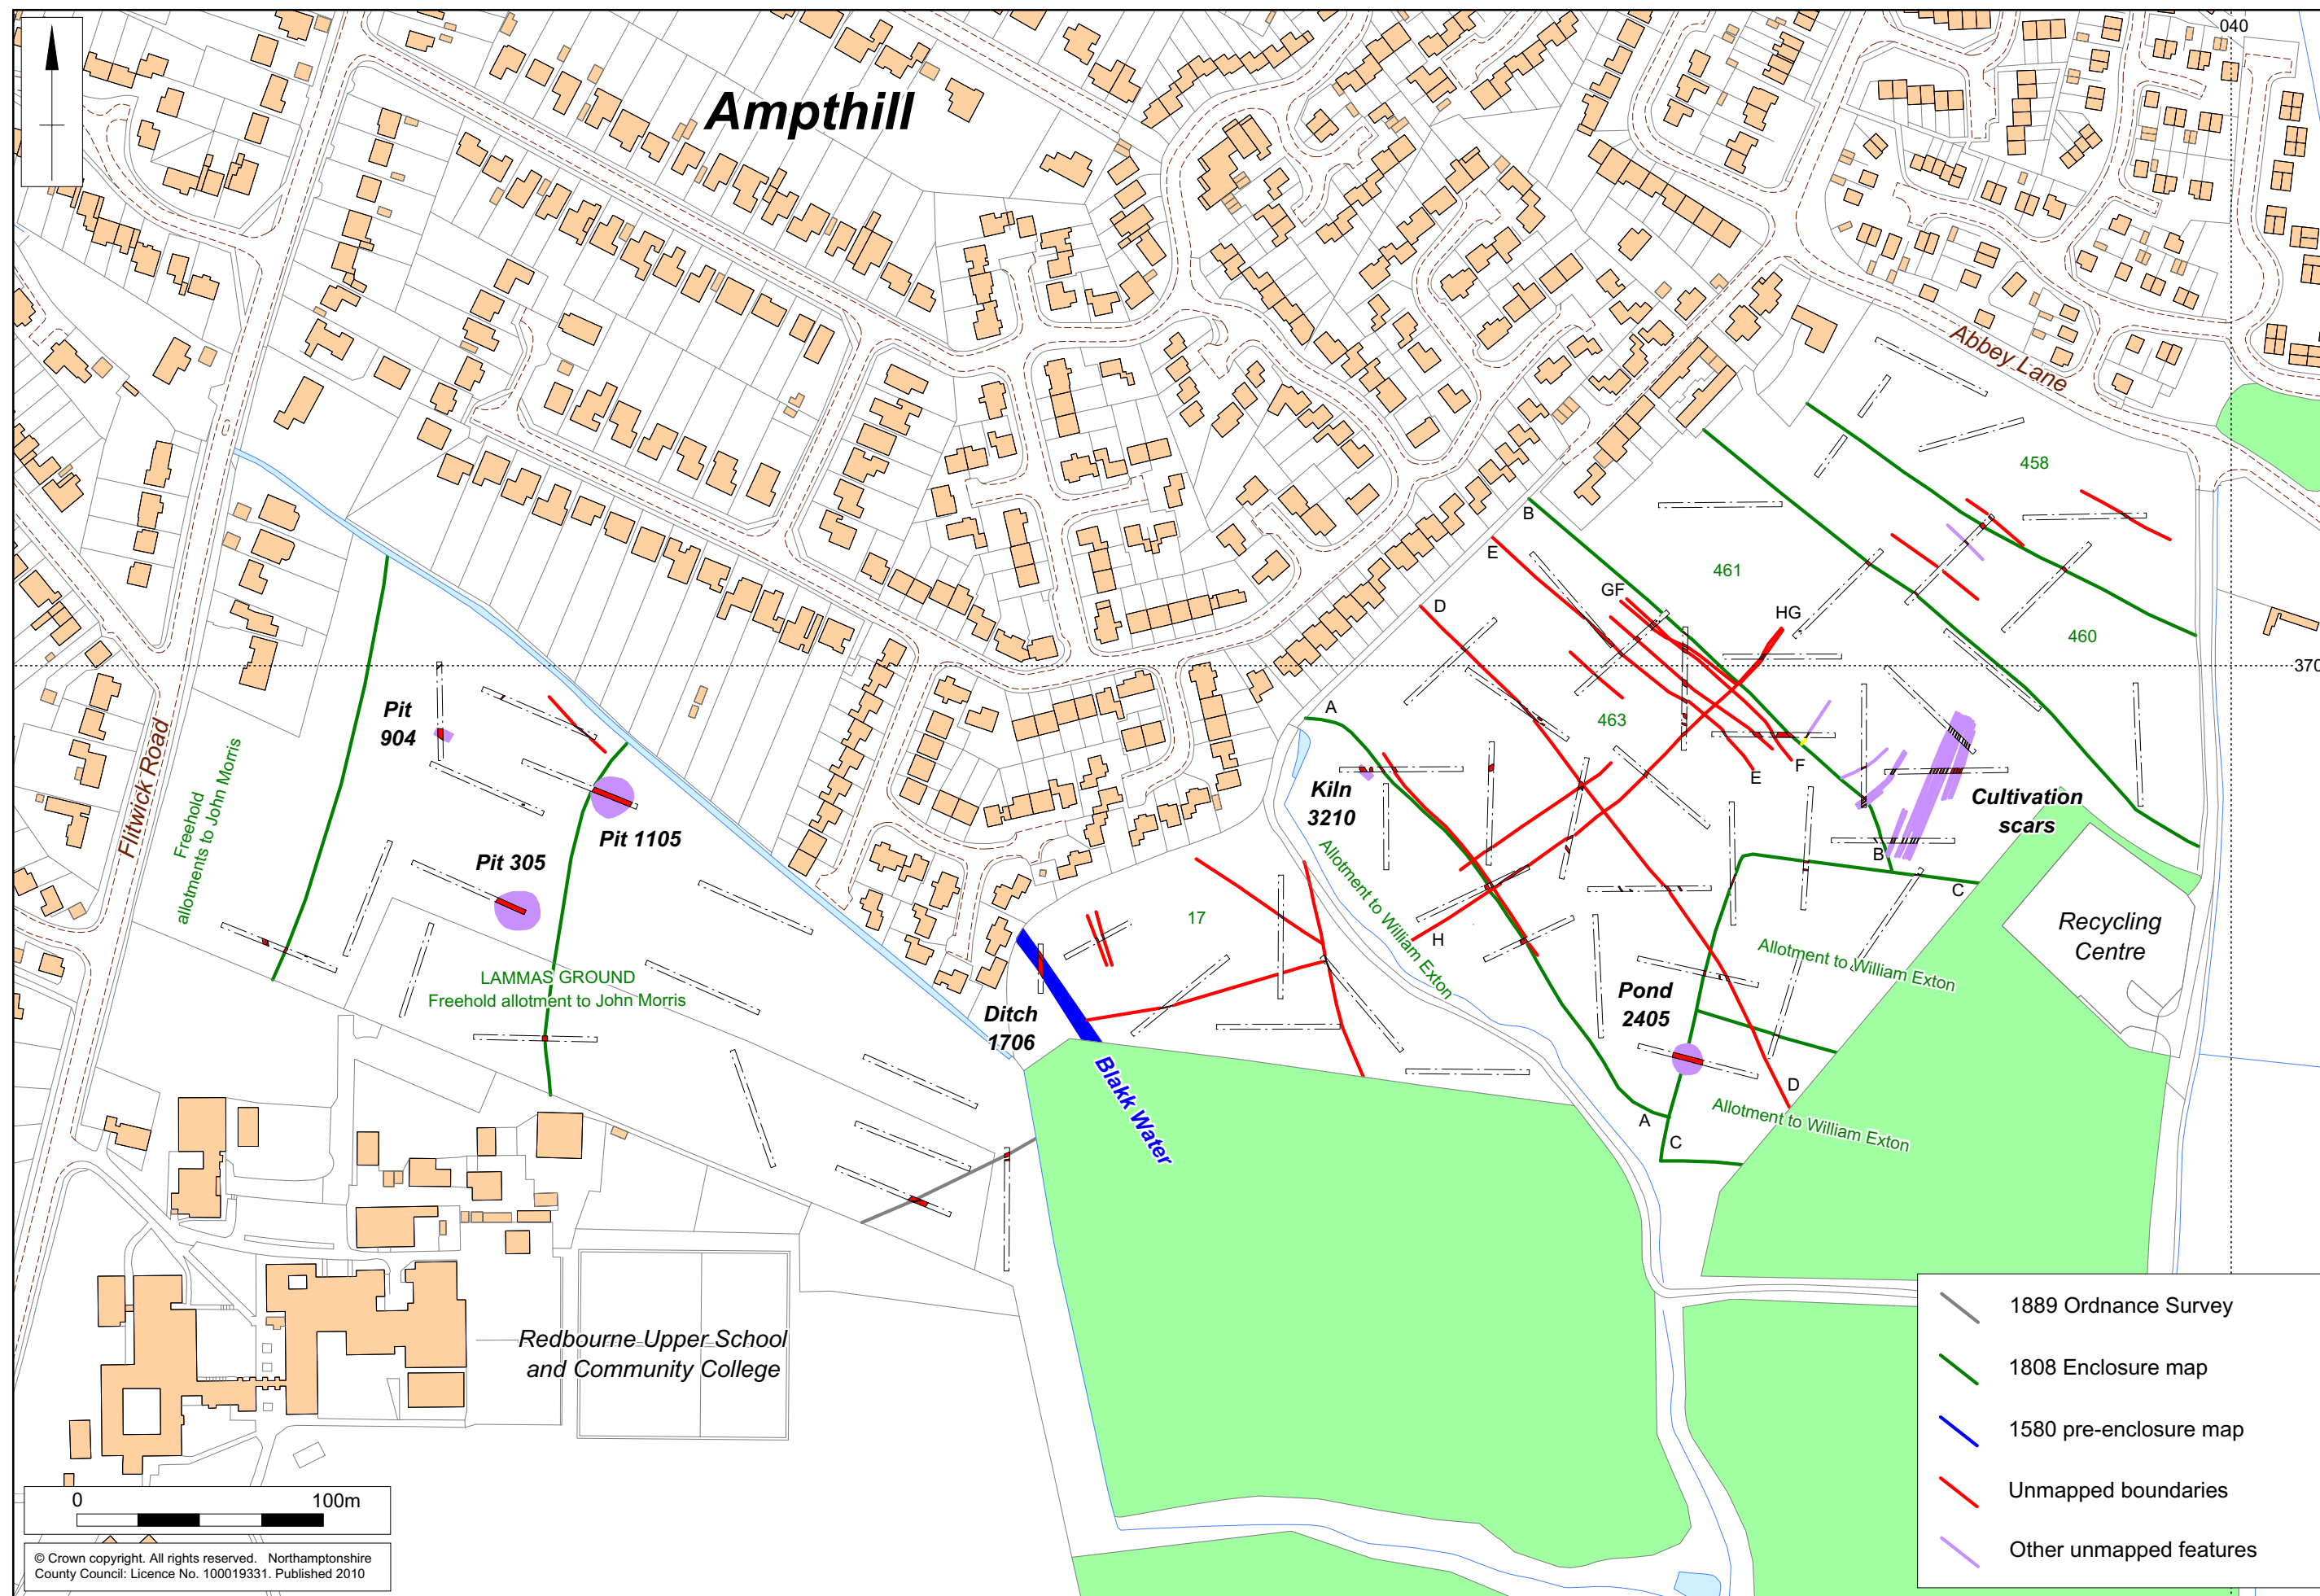 040
Ampthill
Abbey Lane
458
B
461
E
GF
D
HG
460
370
A
463
Pit
904
Flitwick Road
Freehold
allotments to John Morris
Kiln
3210
E
F
Cultivation
scars
Pit 1105
Pit 305
B
C
Allotment to William Exton
17
H
Recycling
Centre
Allotment to William Exton
LAMMAS GROUND
Freehold allotment to John Morris
Pond
2405
Ditch
1706
Blakk Water
D
Allotment to William Exton
A
C
Redbourne Upper School
and Community College
1889 Ordnance Survey
1808 Enclosure map
1580 pre-enclosure map
Unmapped boundaries
Other unmapped features
0 100m
© Crown copyright. All rights reserved. Northamptonshire
County Council: Licence No. 100019331. Published 2010